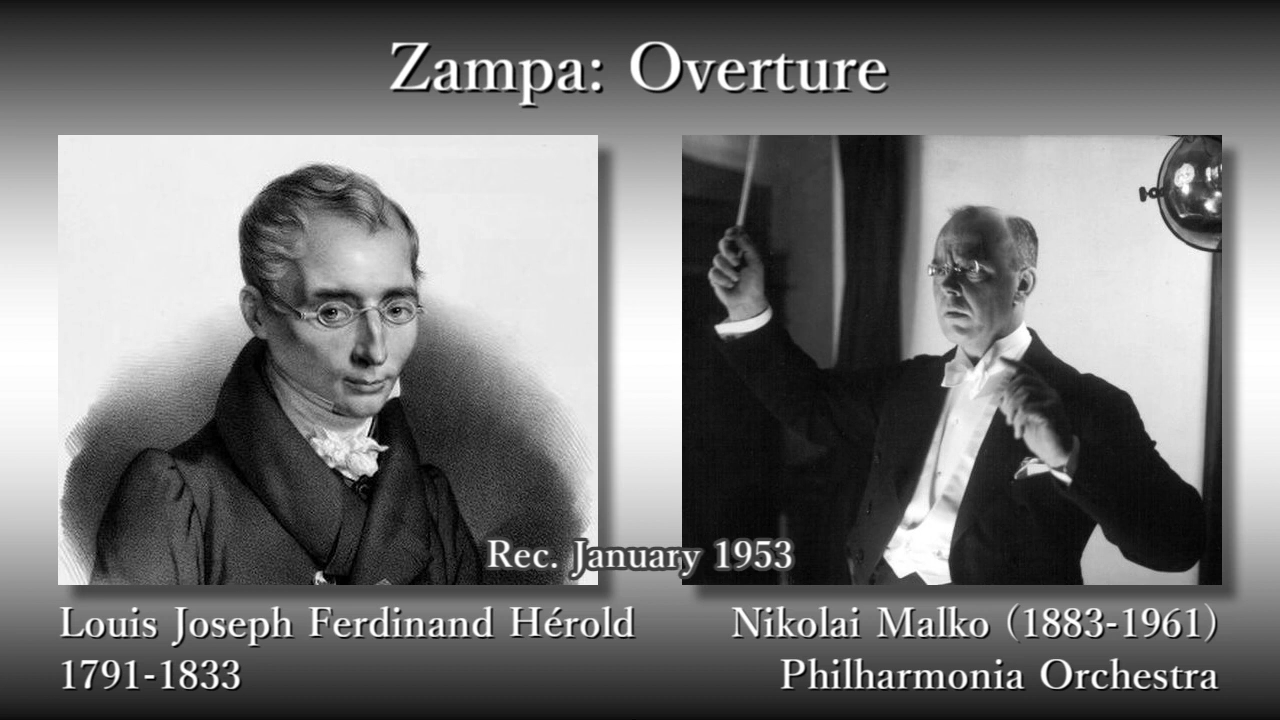 Zampa: Overture
Rec. January 1953
Louis Joseph Ferdinand Hérold
1791-1833
Nikolai Malko (1883-1961)
Philharmonia Orchestra